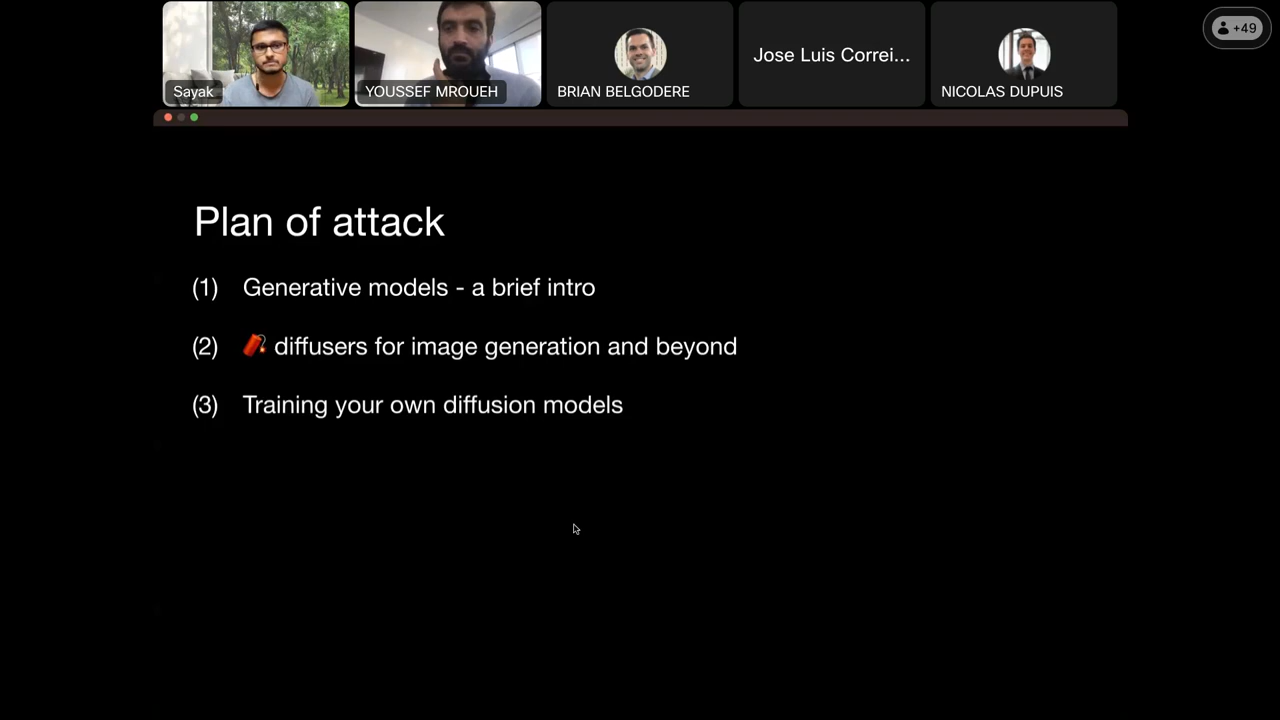 Sayak
YOUSSEF MROUEH
BRIAN BELGODERE
Jose Luis Correi...
NICOLAS DUPUIS
+49
Plan of attack
(1) Generative models - a brief intro
(2) 🧨 diffusers for image generation and beyond
(3) Training your own diffusion models